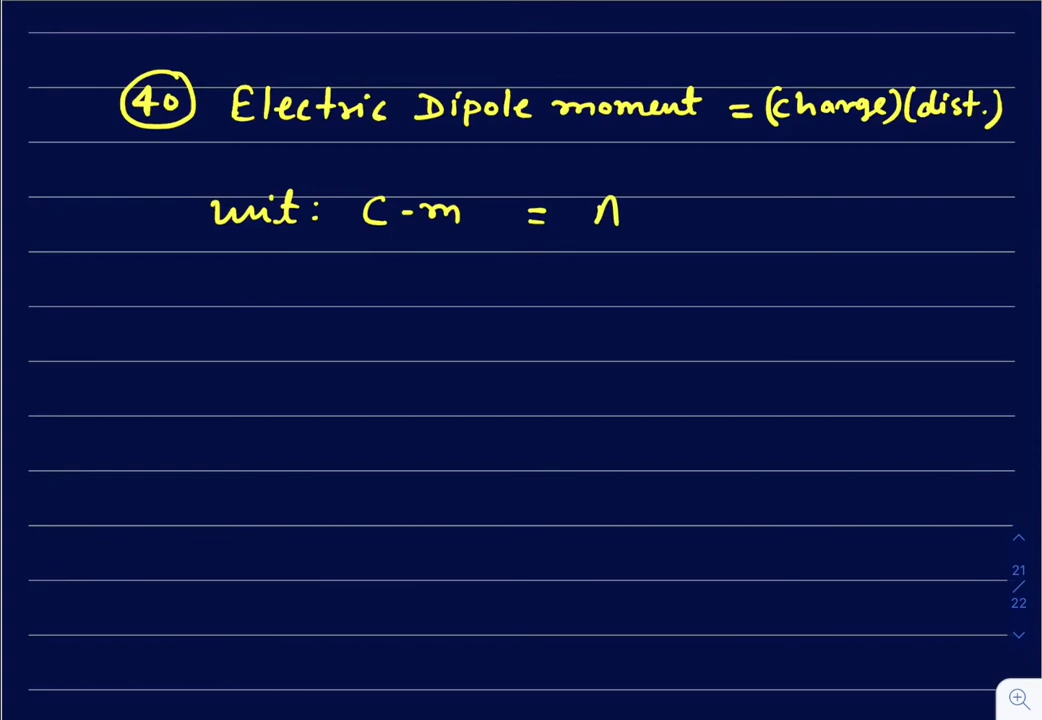 40 Electric Dipole moment = (charge)(dist.)
unit: C-m =
21
/
22